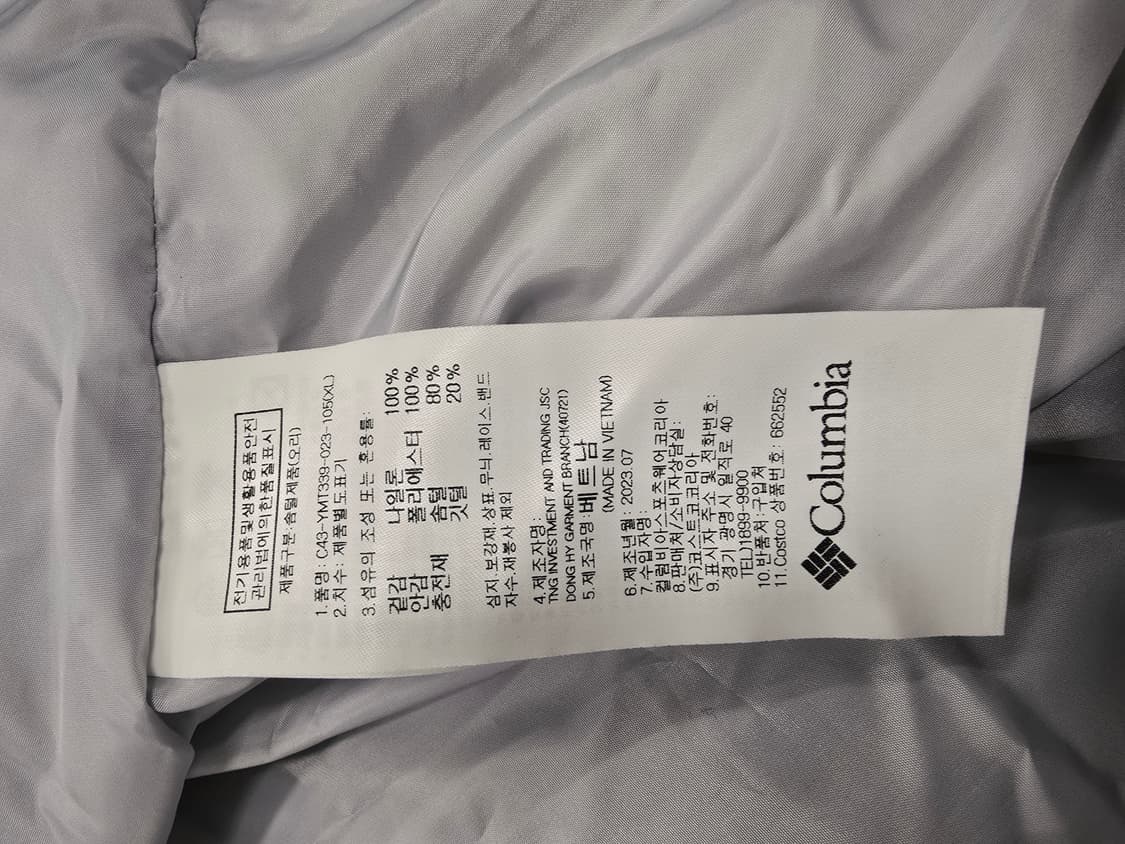 전기용품및생활용품안전
관리법에의한품질표시
제품구분:솜털제품(오리)
1.품명 : C43-YMT339-023-105(XL)
2.치수 : 제품별도표기
3.섬유의 조성 또는 혼용률:
겉감 나일론 100%
안감 폴리에스터 100%
충전재 솜털 80%
깃털 20%
심지.보강재.상표.무늬.레이스.밴드
자수.재봉사 제외
4.제조자명 :
TNG INVESTMENT AND TRADING JSC
DONG HY GARMENT BRANCH(40721)
5.제조국명 :베트남
(MADE IN VIETNAM)
6.제조년월 : 2023.07
7.수입자명 :
컬럼비아스포츠웨어코리아
8.판매처/소비자상담실:
(주)코스트코코리아
9.표시자 주소 및 전화번호:
경기 광명시 일직로 40
TEL)1899-9900
10.반품처:구입처
11.Costco 상품번호 : 662552
Columbia